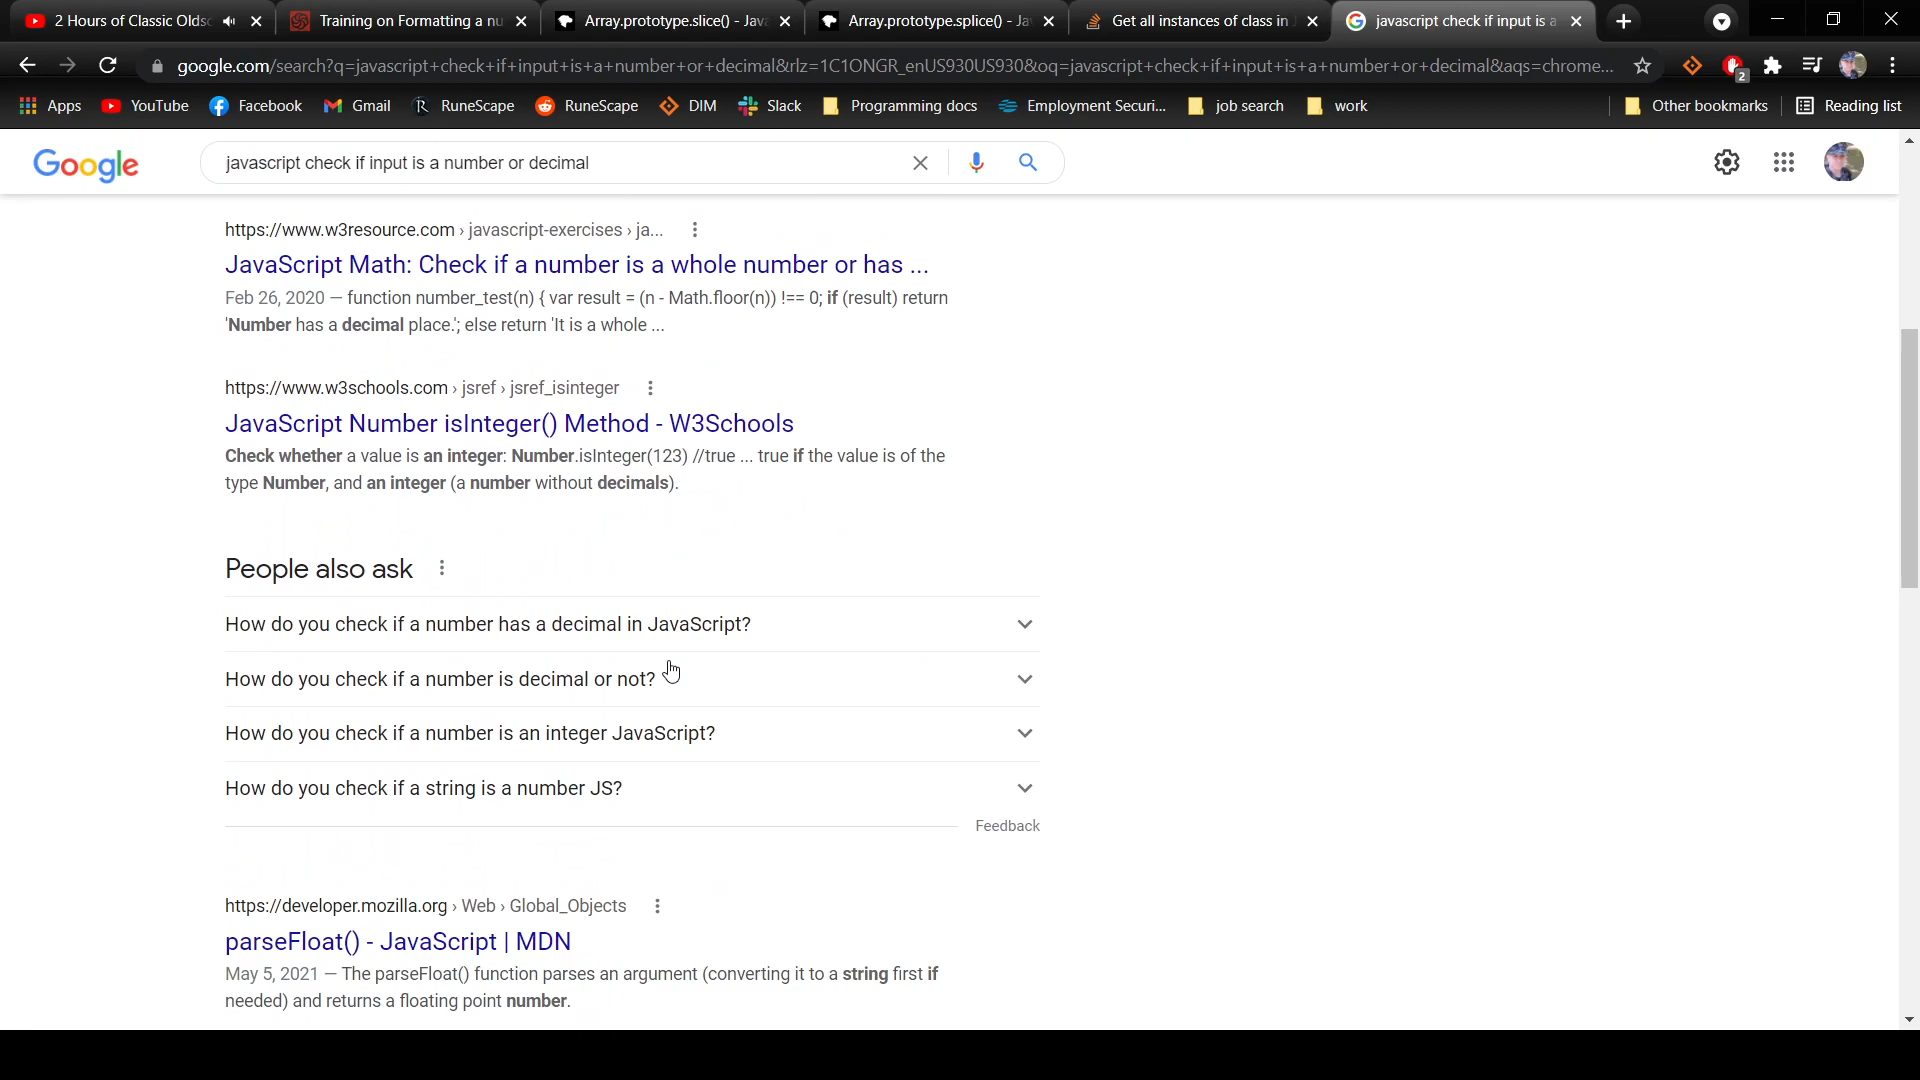 2 Hours of Classic Oldsc
Training on Formatting a nu
Array.prototype.slice() - Java
Array.prototype.splice() - Ja
Get all instances of class in J
javascript check if input is a
google.com/search?q=javascript+check+if+input+is+a+number+or+decimal&rlz=1C1ONGR_enUS930US930&oq=javascript+check+if+input+is+a+number+or+decimal&aqs=chrome...
2
Apps YouTube Facebook Gmail RuneScape RuneScape DIM Slack Programming docs Employment Securi... job search work Other bookmarks Reading list
Google
javascript check if input is a number or decimal
https://www.w3resource.com › javascript-exercises › ja...
JavaScript Math: Check if a number is a whole number or has ...
Feb 26, 2020 — function number_test(n) { var result = (n - Math.floor(n)) !== 0; if (result) return
'Number has a decimal place.'; else return 'It is a whole ...
https://www.w3schools.com › jsref › jsref_isinteger
JavaScript Number isInteger() Method - W3Schools
Check whether a value is an integer: Number.isInteger(123) //true ... true if the value is of the
type Number, and an integer (a number without decimals).
People also ask
How do you check if a number has a decimal in JavaScript?
How do you check if a number is decimal or not?
How do you check if a number is an integer JavaScript?
How do you check if a string is a number JS?
Feedback
https://developer.mozilla.org › Web › Global_Objects
parseFloat() - JavaScript | MDN
May 5, 2021 — The parseFloat() function parses an argument (converting it to a string first if
needed) and returns a floating point number.